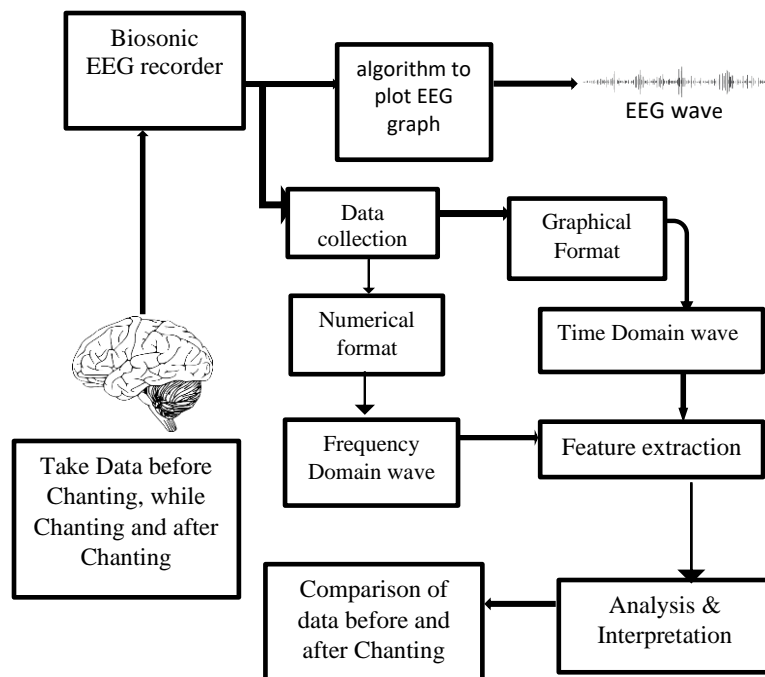 Biosonic
EEG recorder
algorithm to
plot EEG
graph
EEG wave
Data
collection
Graphical
Format
Numerical
format
Time Domain wave
Take Data before
Chanting, while
Chanting and after
Chanting
Frequency
Domain wave
Feature extraction
Comparison of
data before and
after Chanting
Analysis &
Interpretation